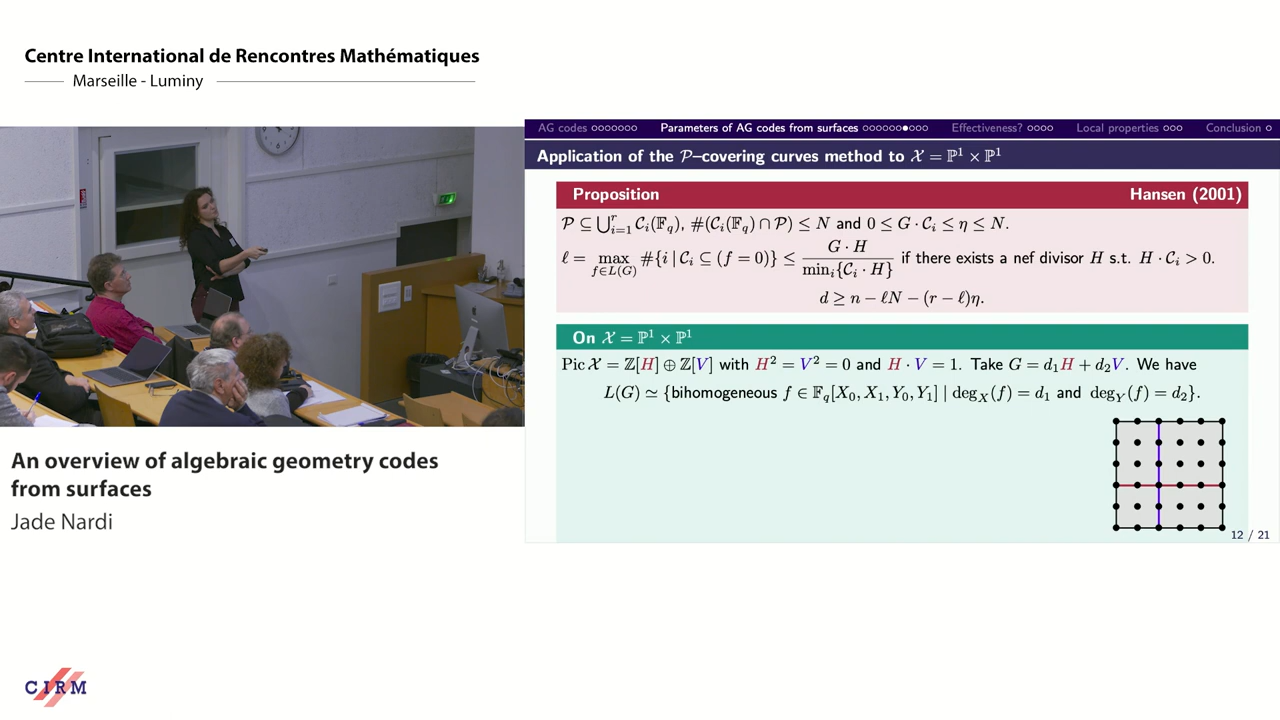 Centre International de Rencontres Mathématiques
Marseille - Luminy
AG codes Parameters of AG codes from surfaces Effectiveness? Local properties Conclusion
Application of the 𝒫–covering curves method to 𝒳 = ℙ¹ × ℙ¹
Proposition Hansen (2001)
𝒫 ⊆ ⋃ᵢ₌₁ʳ 𝒞ᵢ(𝔽_q), #(𝒞ᵢ(𝔽_q) ∩ 𝒫) ≤ N and 0 ≤ G · 𝒞ᵢ ≤ η ≤ N.
ℓ = max_{f∈L(G)} #{i | 𝒞ᵢ ⊆ (f = 0)} ≤ G · H / minᵢ{𝒞ᵢ · H} if there exists a nef divisor H s.t. H · 𝒞ᵢ > 0.
d ≥ n − ℓN − (r − ℓ)η.
On 𝒳 = ℙ¹ × ℙ¹
Pic 𝒳 = ℤ[H] ⊕ ℤ[V] with H² = V² = 0 and H · V = 1. Take G = d₁H + d₂V. We have
L(G) ≃ {bihomogeneous f ∈ 𝔽_q[X₀, X₁, Y₀, Y₁] | deg_X(f) = d₁ and deg_Y(f) = d₂}.
12 / 21
An overview of algebraic geometry codes
from surfaces
Jade Nardi
CIRM